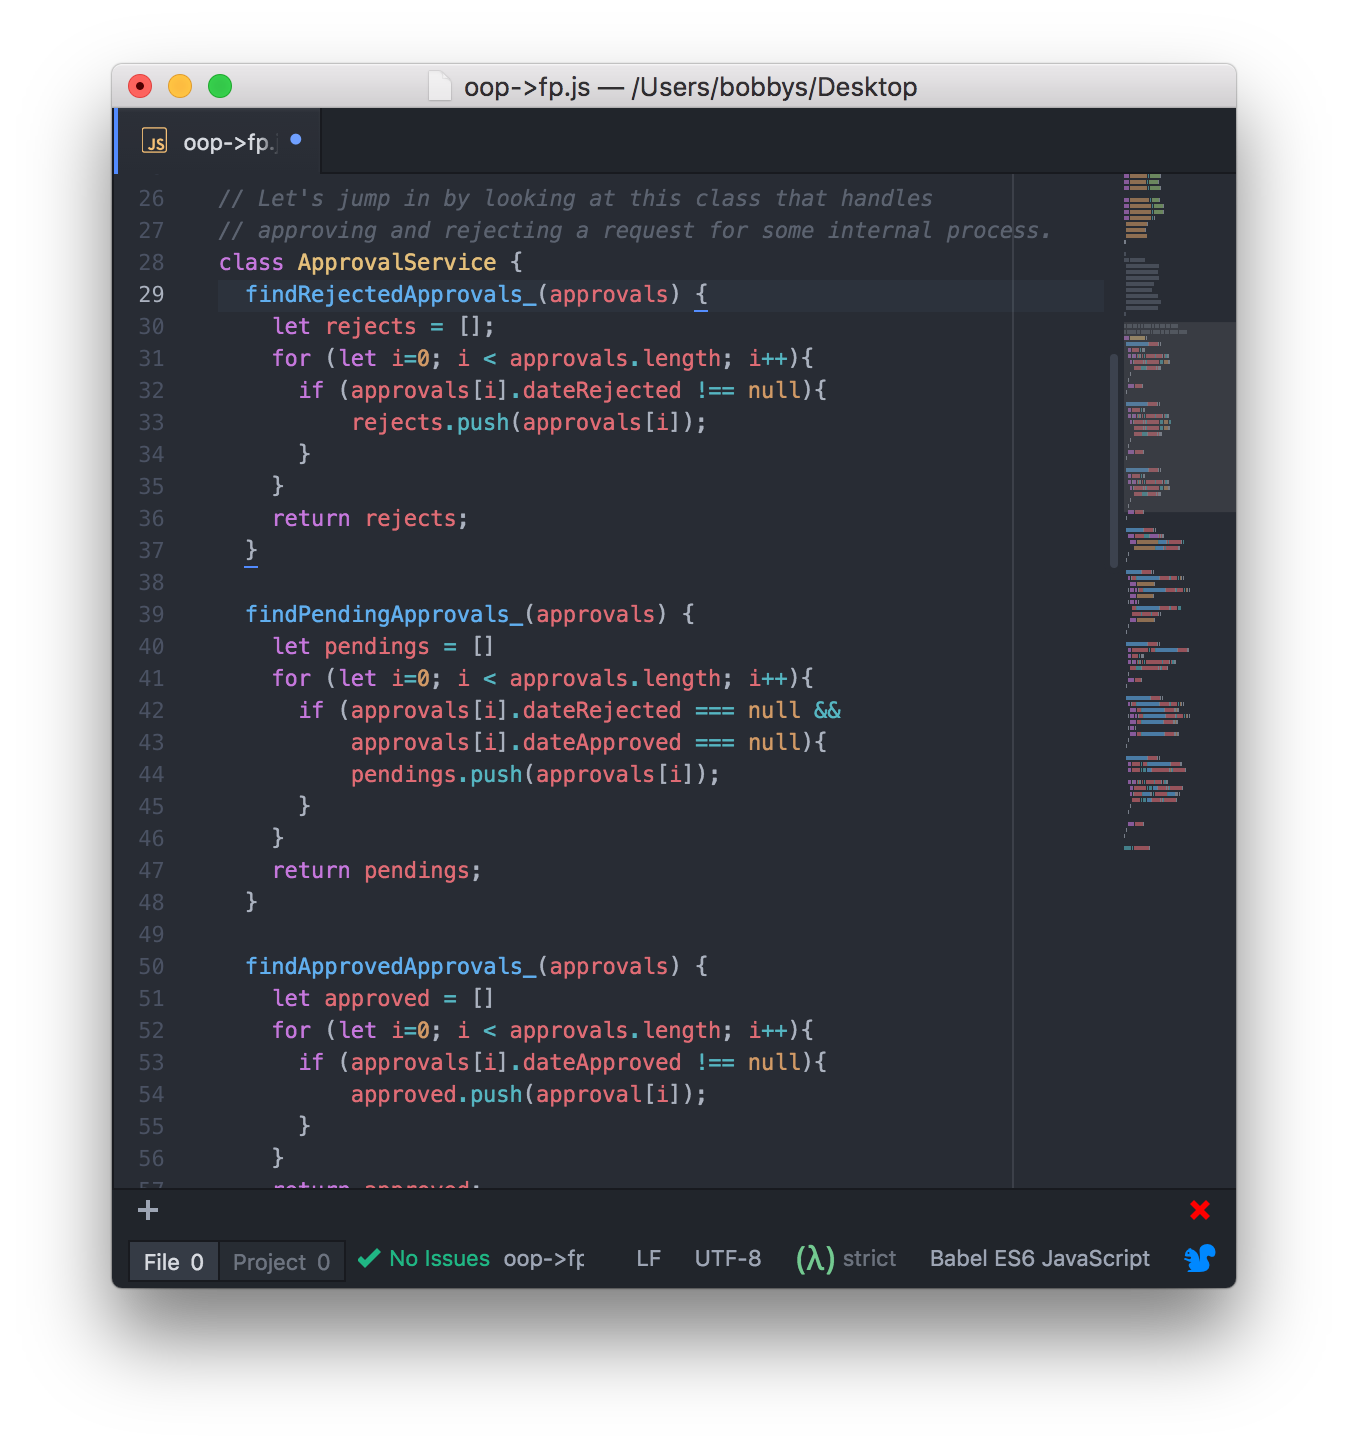 oop->fp.js — /Users/bobbys/Desktop
JS oop->fp.j
26 // Let's jump in by looking at this class that handles
27 // approving and rejecting a request for some internal process.
28 class ApprovalService {
29   findRejectedApprovals_(approvals) {
30     let rejects = [];
31     for (let i=0; i < approvals.length; i++){
32       if (approvals[i].dateRejected !== null){
33           rejects.push(approvals[i]);
34       }
35     }
36     return rejects;
37   }
38
39   findPendingApprovals_(approvals) {
40     let pendings = []
41     for (let i=0; i < approvals.length; i++){
42       if (approvals[i].dateRejected === null &&
43           approvals[i].dateApproved === null){
44           pendings.push(approvals[i]);
45       }
46     }
47     return pendings;
48   }
49
50   findApprovedApprovals_(approvals) {
51     let approved = []
52     for (let i=0; i < approvals.length; i++){
53       if (approvals[i].dateApproved !== null){
54           approved.push(approval[i]);
55       }
56     }
57     return approved;
File 0 Project 0 No Issues oop->fp LF UTF-8 (λ) strict Babel ES6 JavaScript